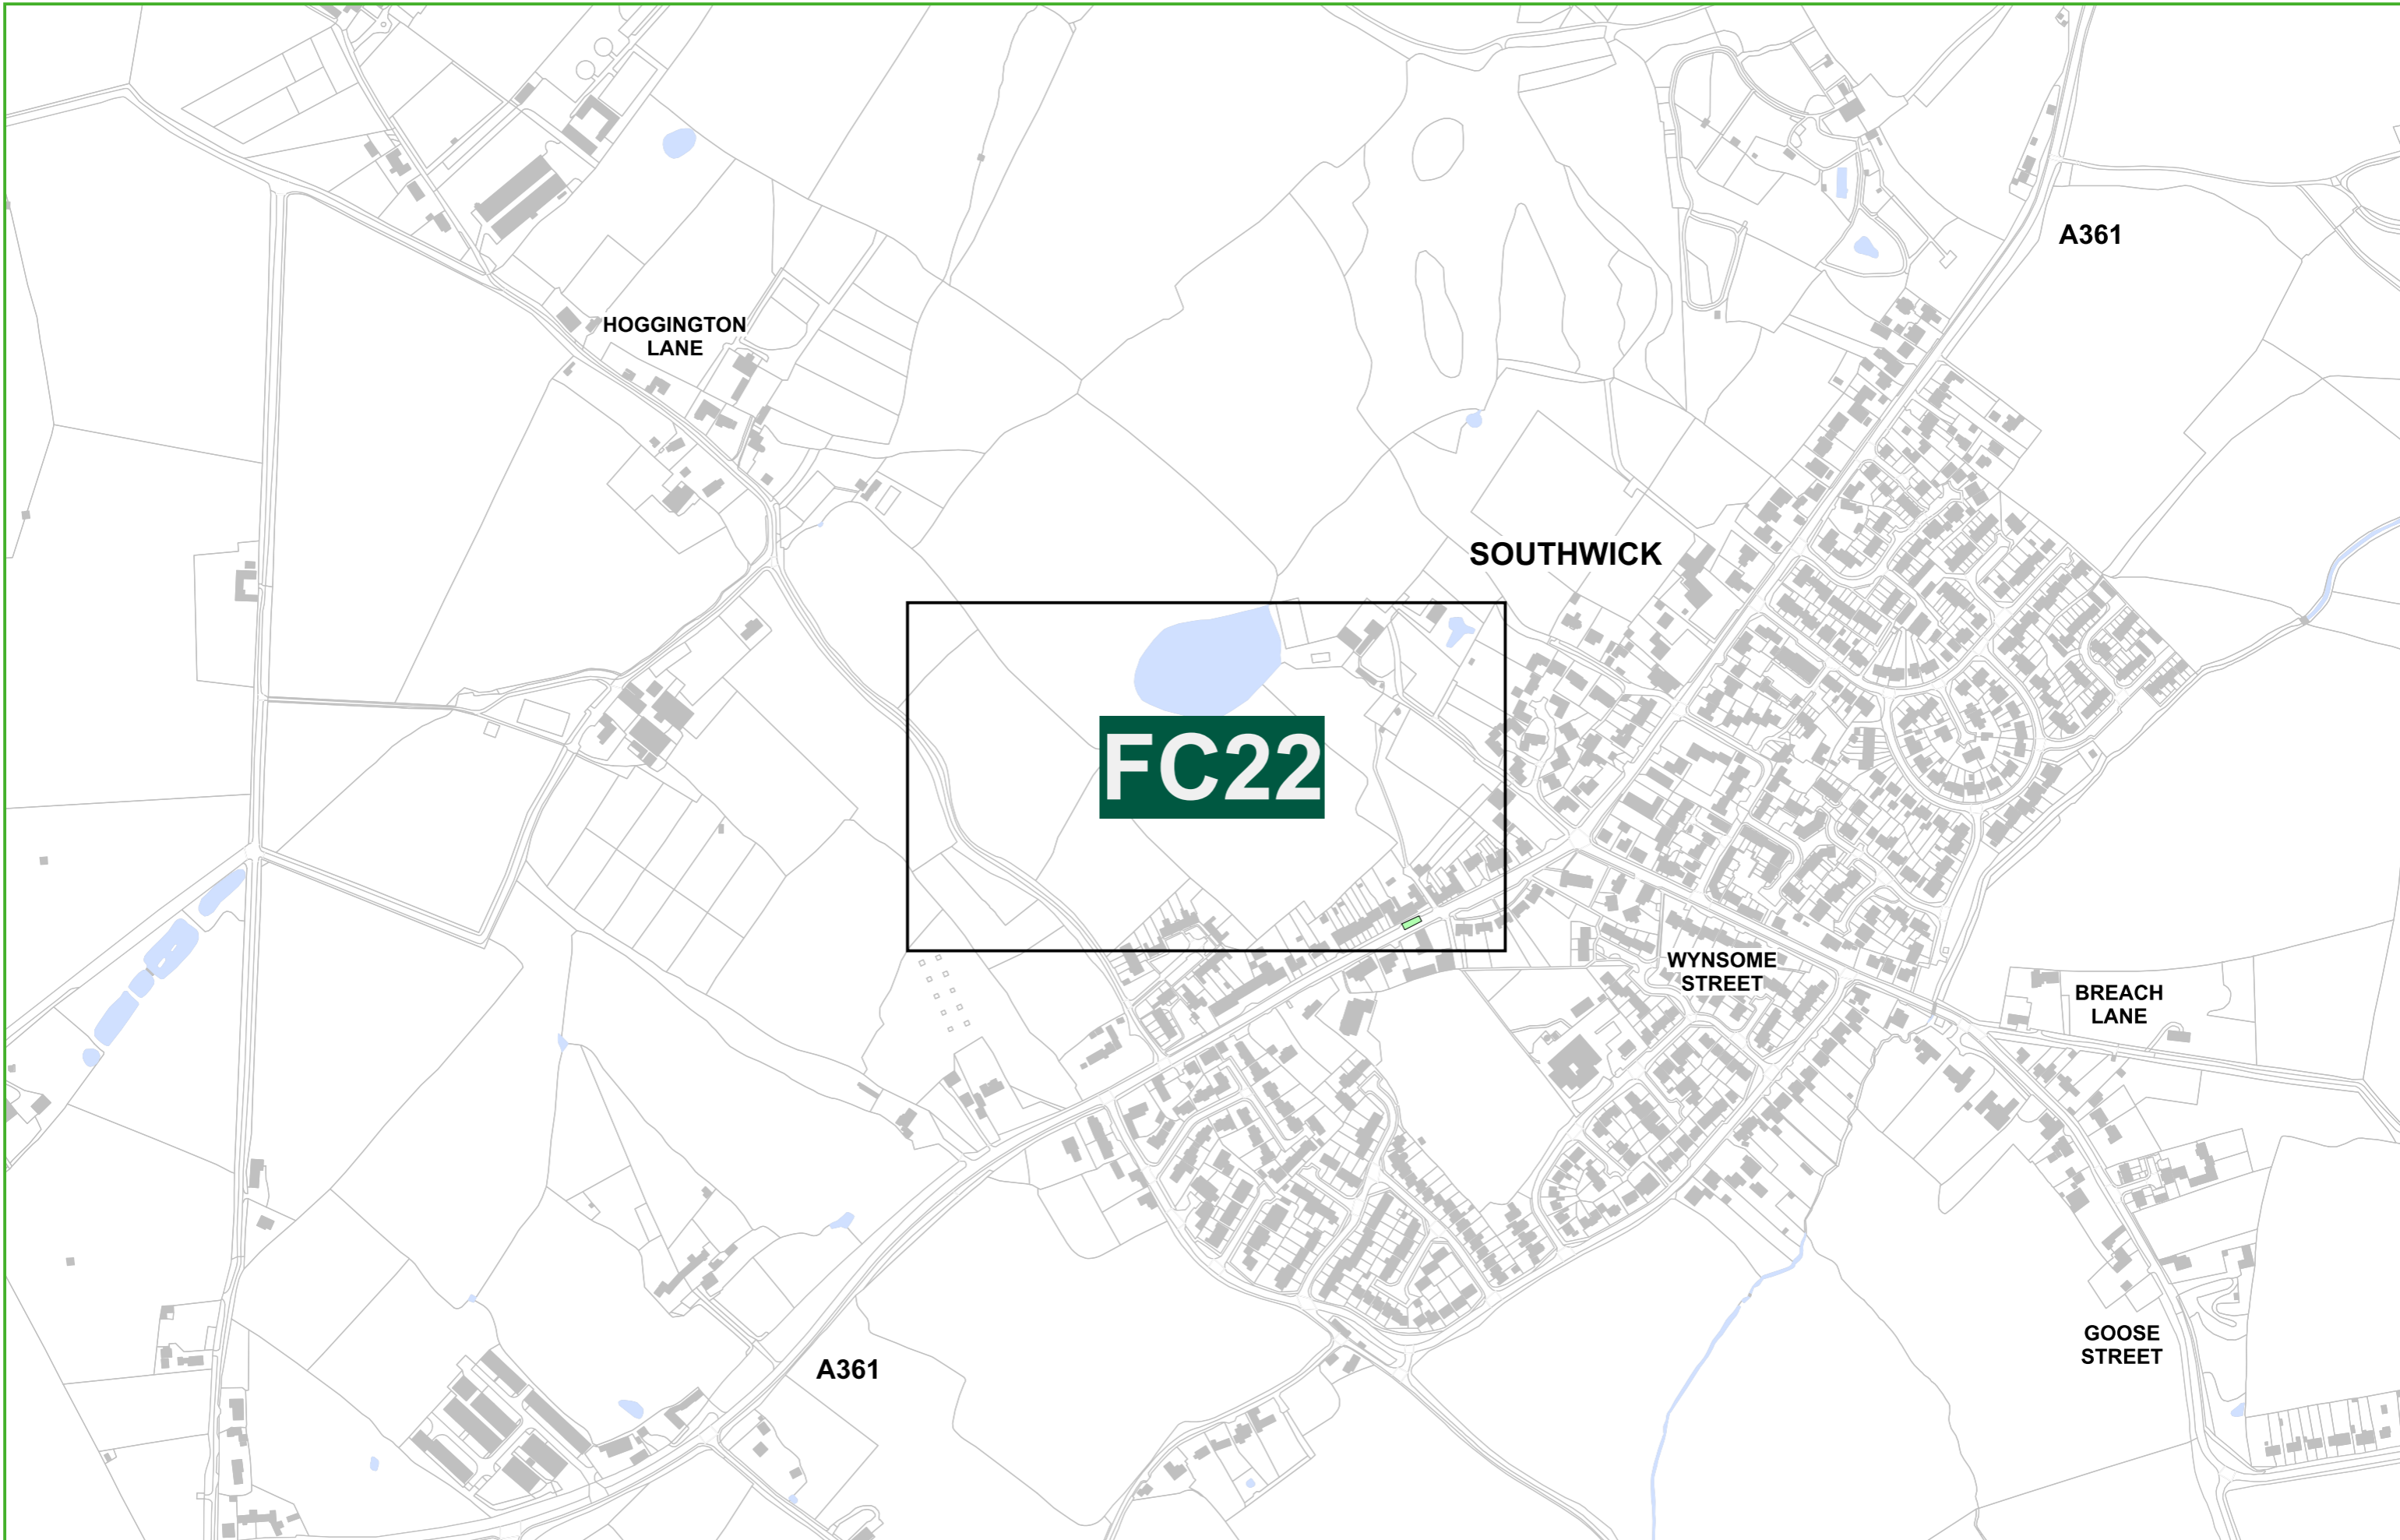 A361
HOGGINGTON
LANE
SOUTHWICK
FC22
WYNSOME
STREET
BREACH
LANE
GOOSE
STREET
A361